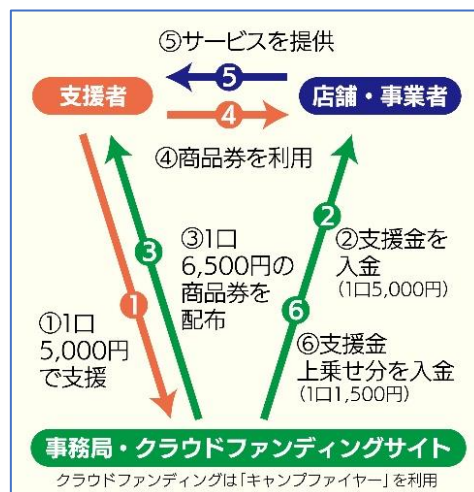 ⑤サービスを提供
5
支援者
店舗・事業者
4
④商品券を利用
3
③1口
6,500円の
商品券を
配布
2
②支援金を
入金
(1口5,000円)
1
①1口
5,000円
で支援
6
⑥支援金
上乗せ分を入金
(1口1,500円)
事務局・クラウドファンディングサイト
クラウドファンディングは「キャンプファイヤー」を利用